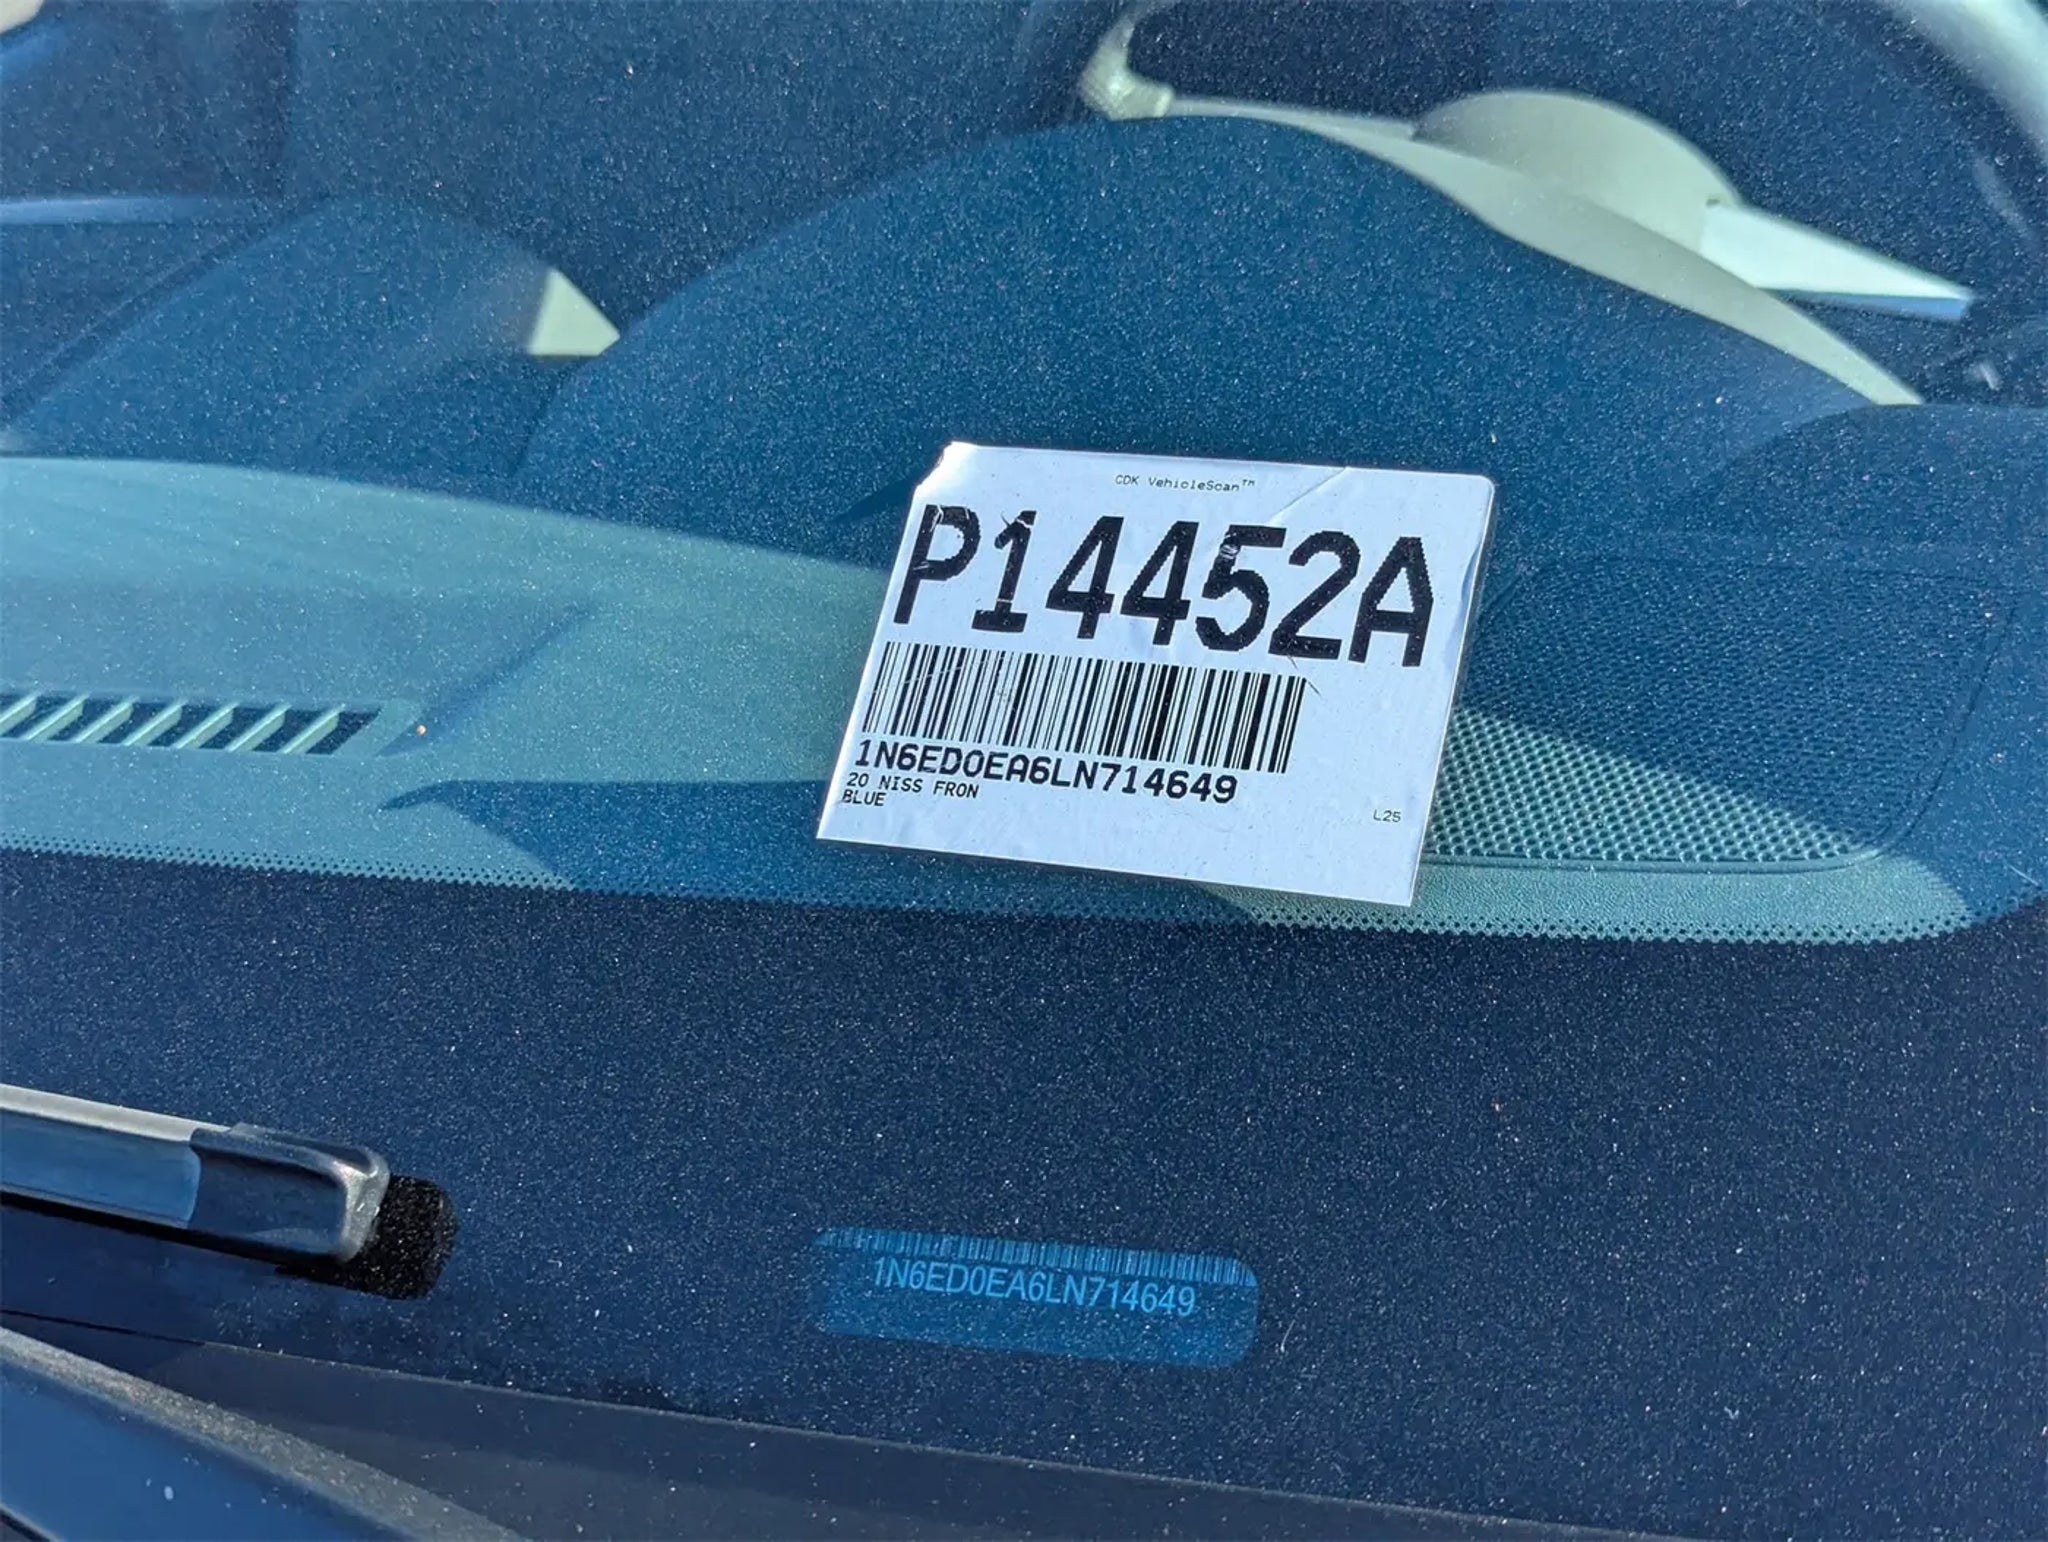 CDK VehicleScan™
P14452A
1N6ED0EA6LN714649
20 NISS FRON
BLUE
L25
1N6ED0EA6LN714649